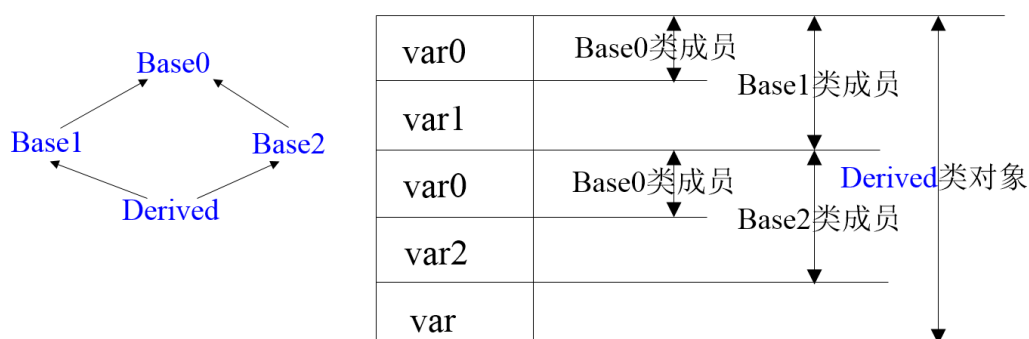 Base0
Base1
Base2
Derived
var0
Base0类成员
Base1类成员
var1
var0
Base0类成员
Derived类对象
Base2类成员
var2
var